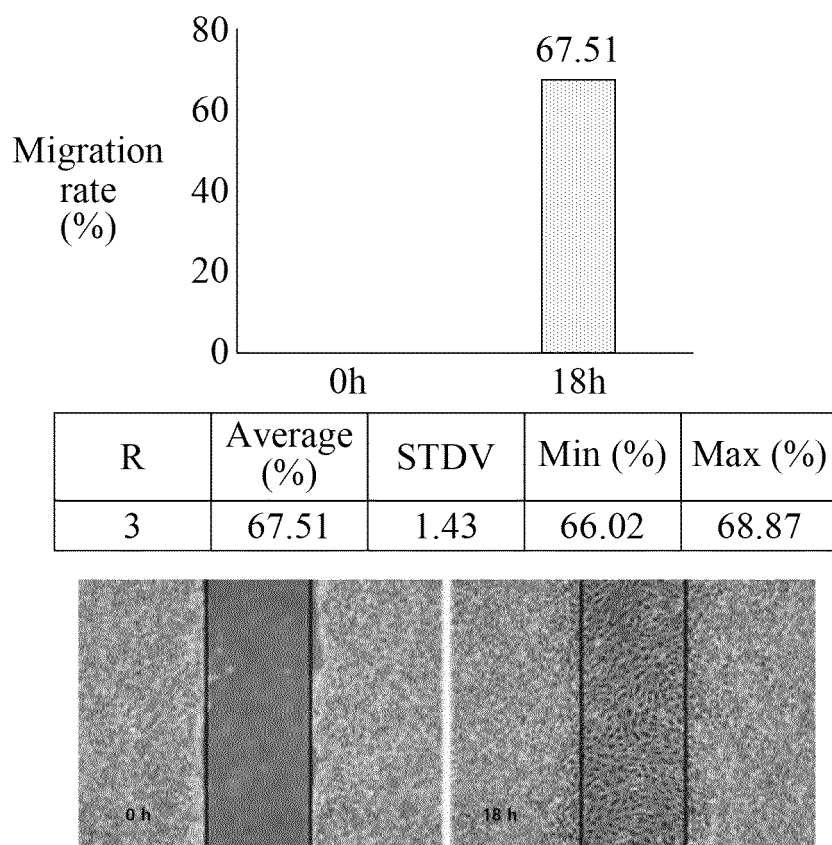 80
67.51
60
Migration
rate
(%)
40
20
0
0h 18h
R Average (%) STDV Min (%) Max (%)
3 67.51 1.43 66.02 68.87
0 h 18 h